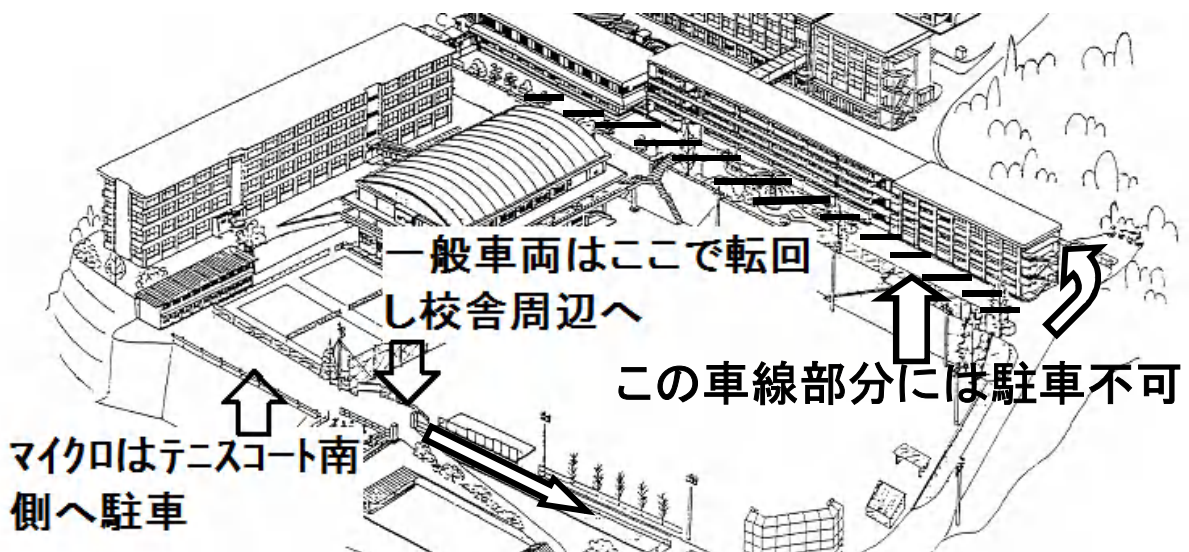 一般車両はここで転回
し校舎周辺へ
この車線部分には駐車不可
マイクロはテニスコート南
側へ駐車